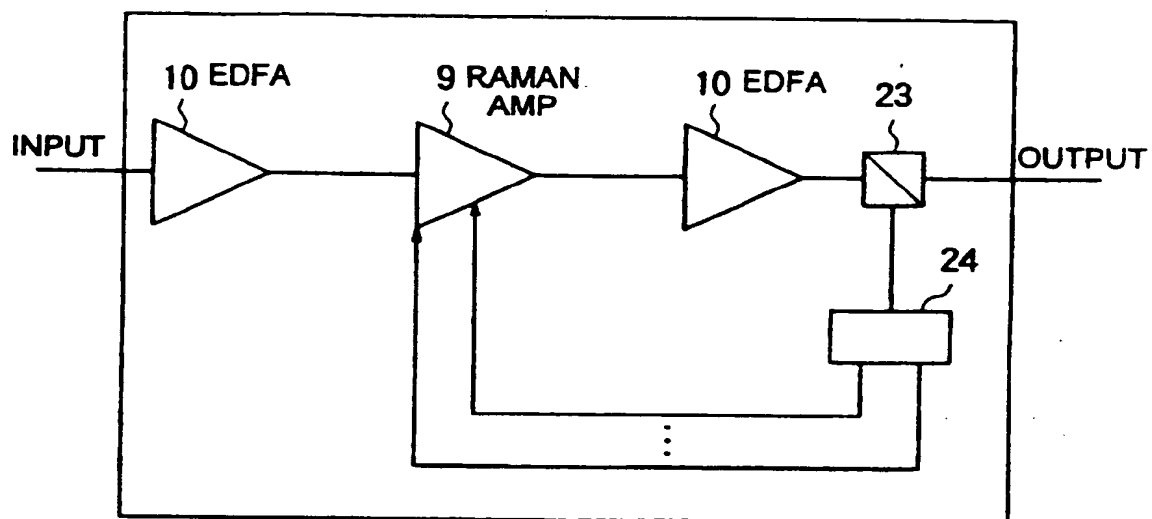 10 EDFA
9 RAMAN
AMP
10 EDFA
23
INPUT
OUTPUT
24